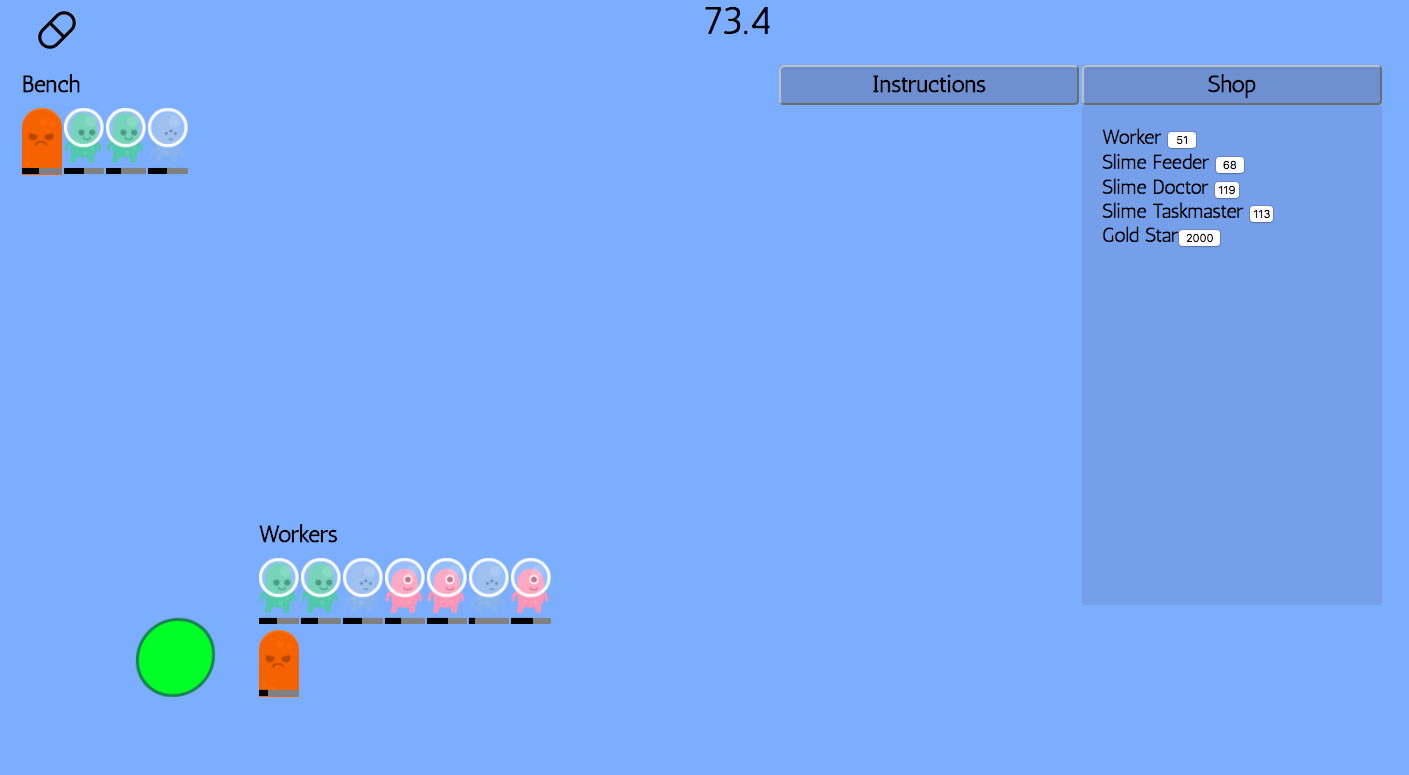 73.4
Bench
Instructions
Shop
Worker 51
Slime Feeder 68
Slime Doctor 119
Slime Taskmaster 113
Gold Star 2000
Workers